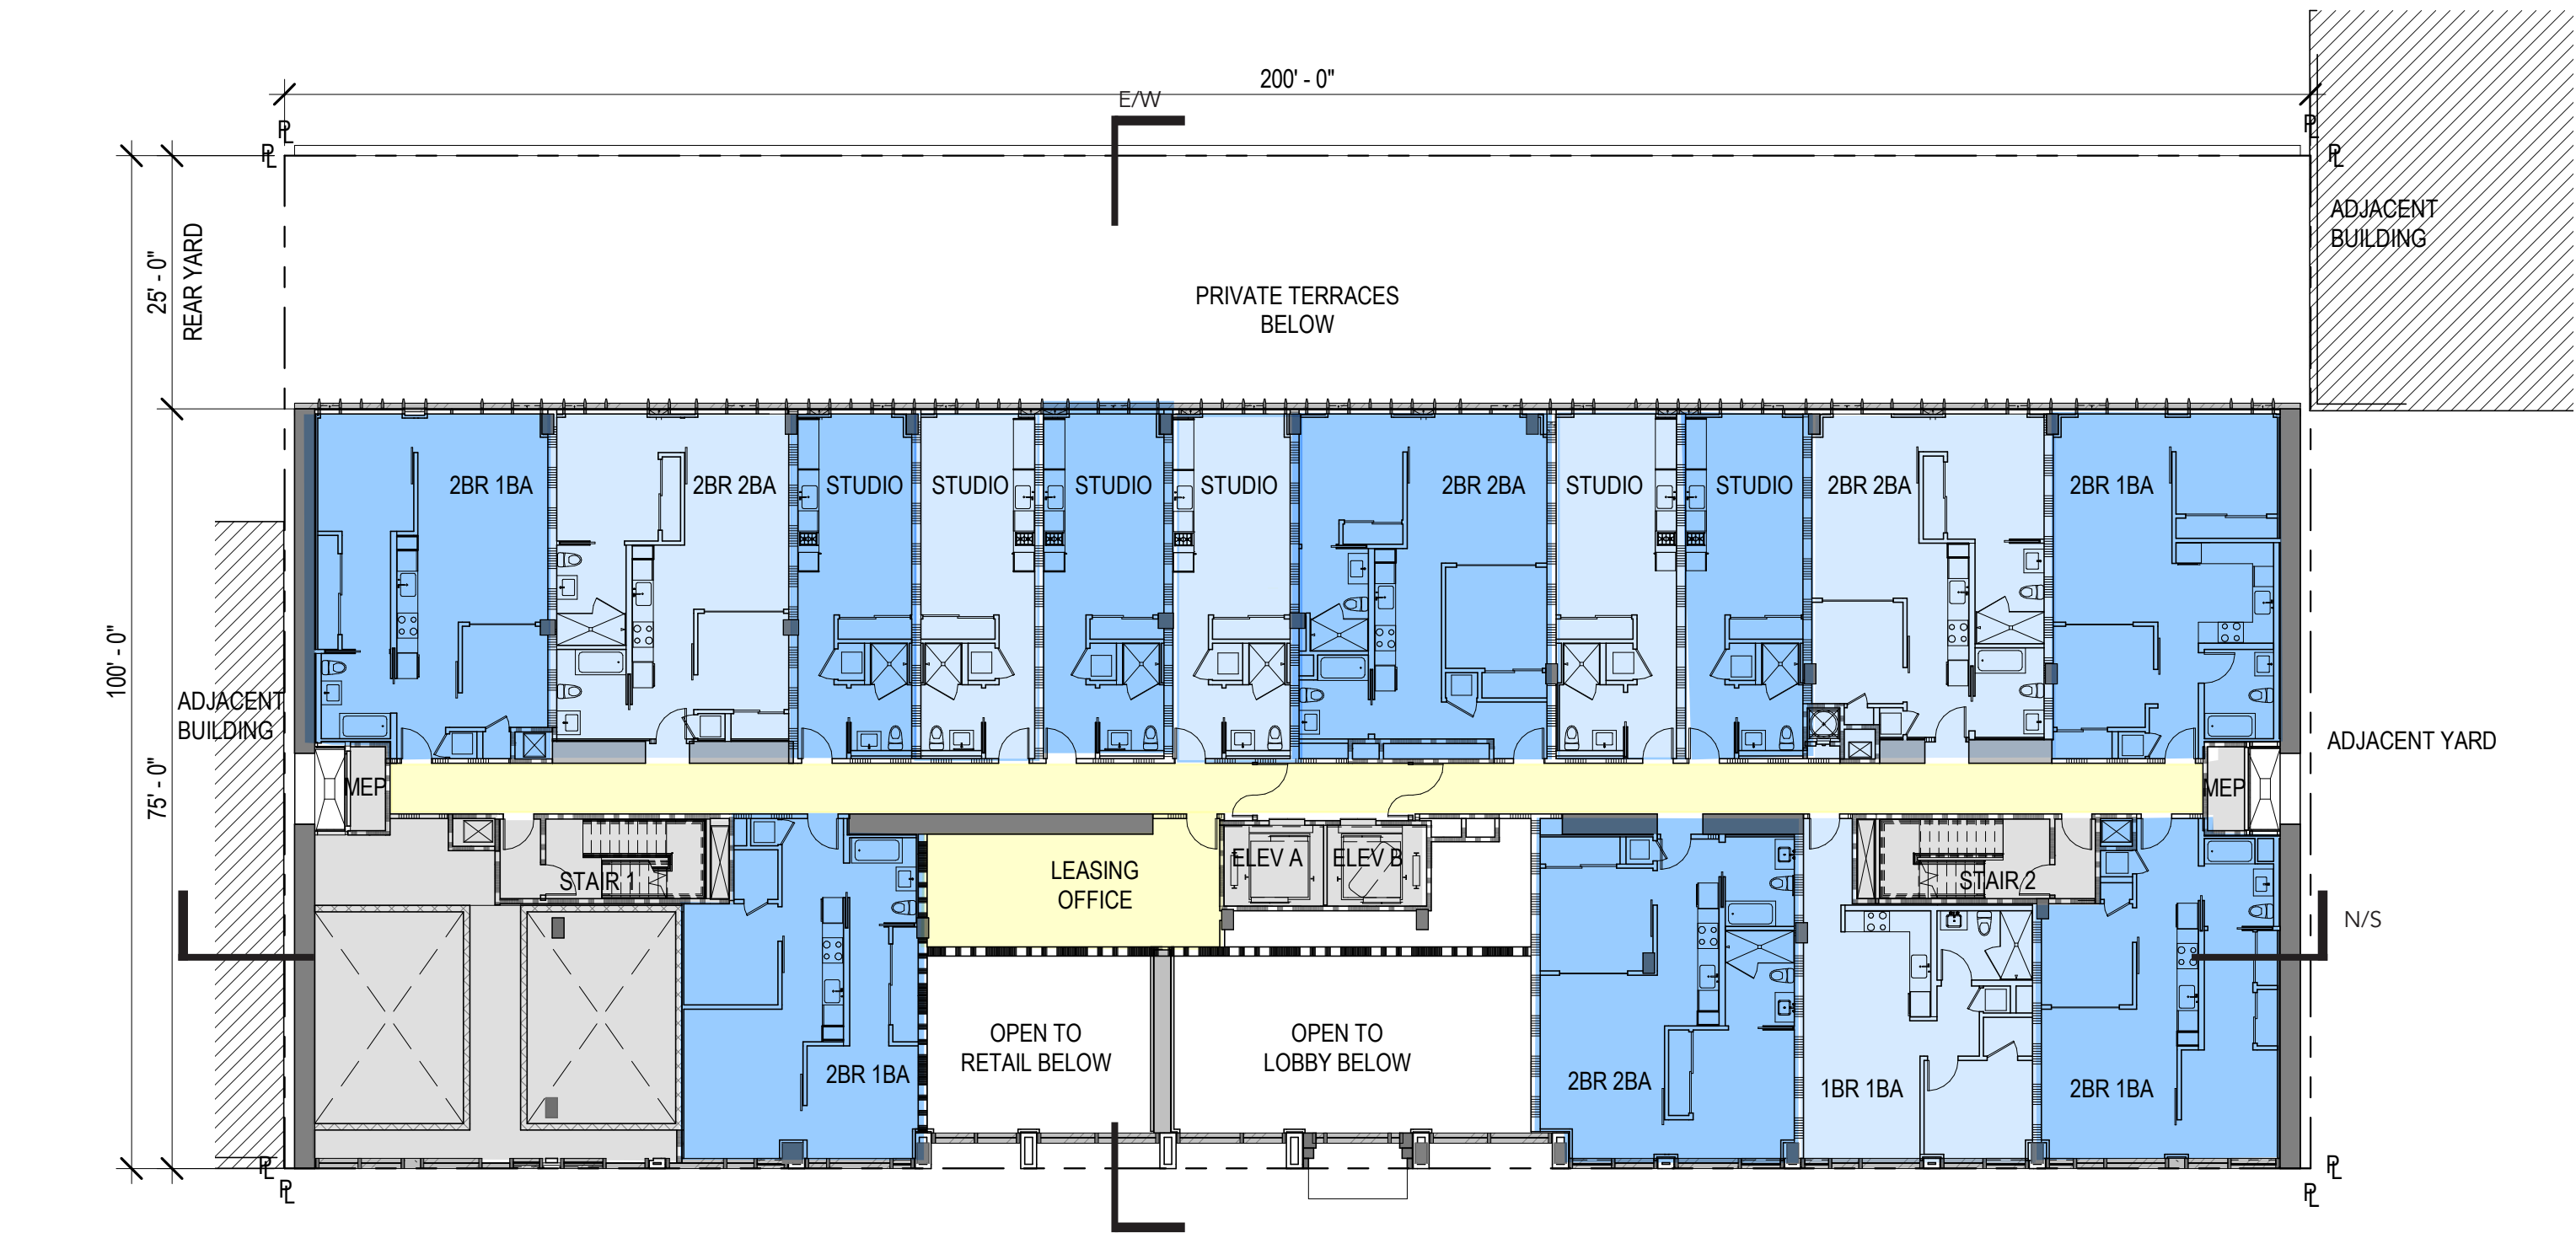 200' - 0"
E/W
PL
PL
PL
PL
ADJACENT
BUILDING
25' - 0"
REAR YARD
PRIVATE TERRACES
BELOW
2BR 1BA
2BR 2BA
STUDIO
STUDIO
STUDIO
STUDIO
2BR 2BA
STUDIO
STUDIO
2BR 2BA
2BR 1BA
100' - 0"
75' - 0"
ADJACENT
BUILDING
ADJACENT YARD
MEP
MEP
STAIR 1
LEASING
OFFICE
ELEV A
ELEV B
STAIR 2
N/S
OPEN TO
RETAIL BELOW
OPEN TO
LOBBY BELOW
2BR 1BA
2BR 2BA
1BR 1BA
2BR 1BA
PL
PL
PL
PL